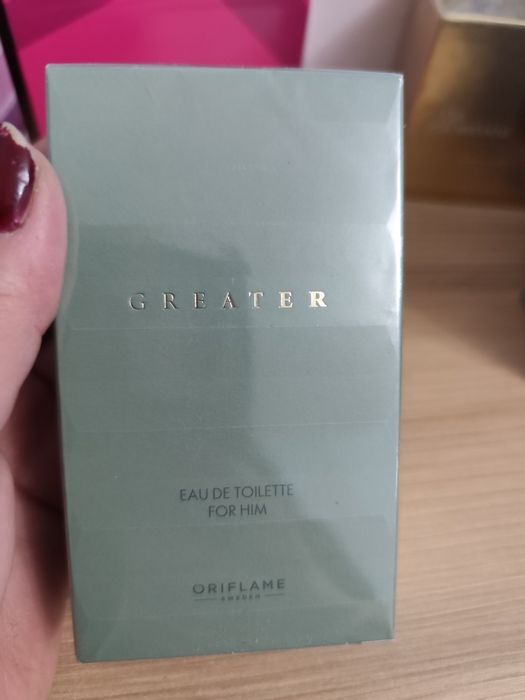 GREATER
EAU DE TOILETTE
FOR HIM
ORIFLAME
SWEDEN